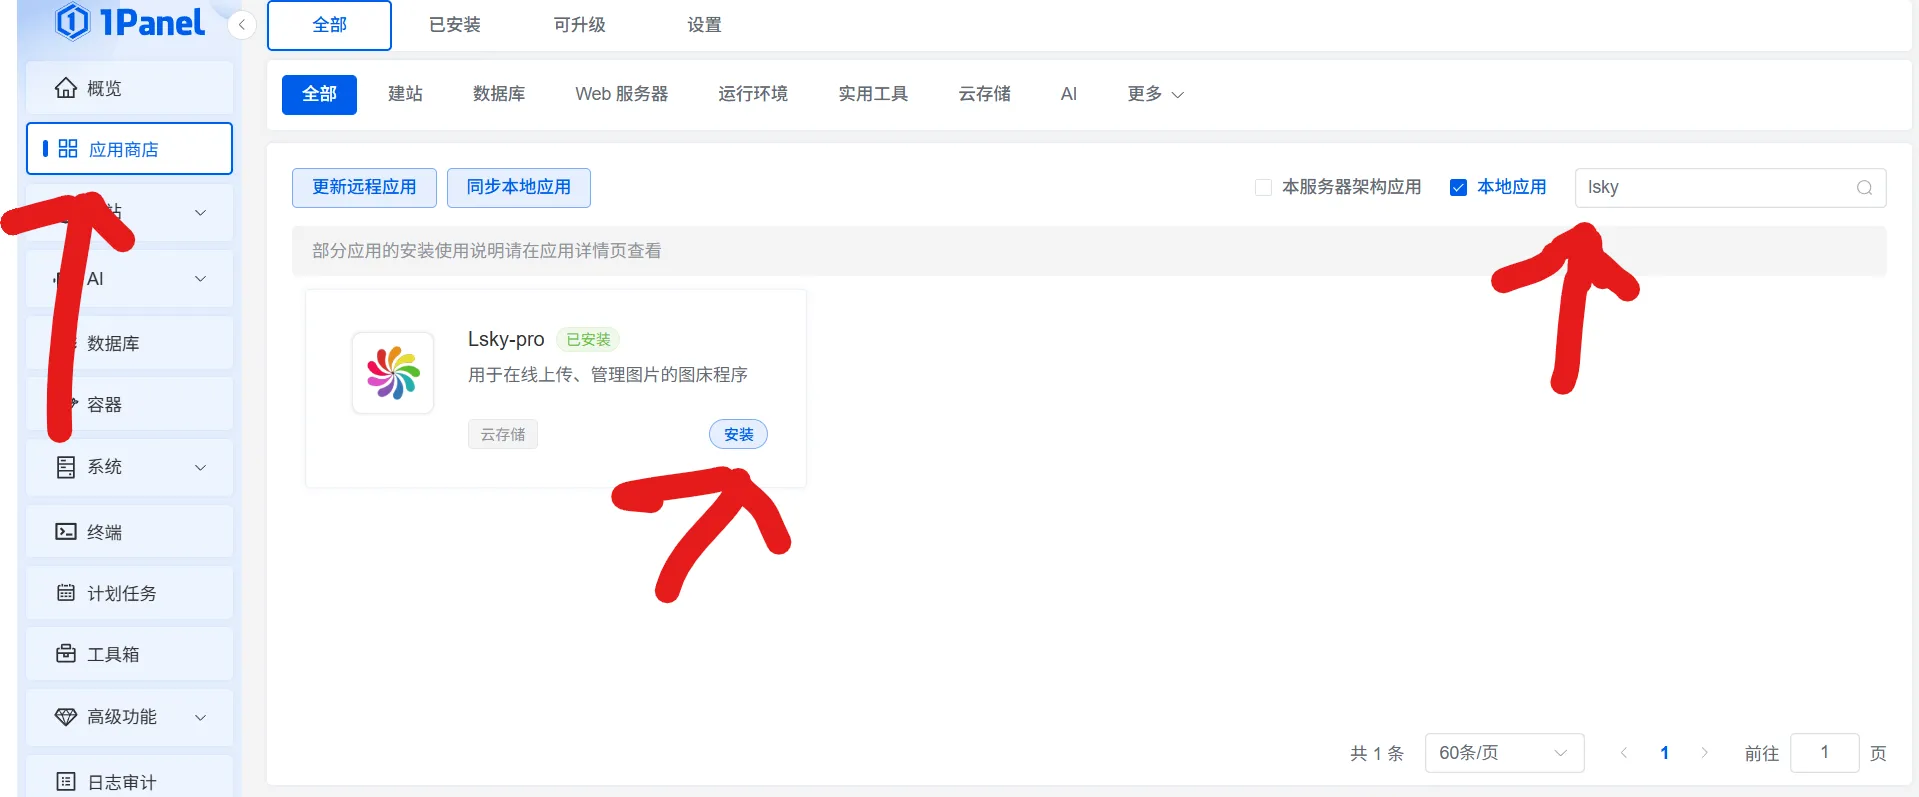 1Panel
全部 已安装 可升级 设置
概览
全部 建站 数据库 Web 服务器 运行环境 实用工具 云存储 AI 更多
应用商店
更新远程应用 同步本地应用 本服务器架构应用 本地应用 lsky
站
部分应用的安装使用说明请在应用详情页查看
AI
Lsky-pro 已安装
数据库
用于在线上传、管理图片的图床程序
容器
云存储 安装
系统
终端
计划任务
工具箱
高级功能
共 1 条 60条/页 1 前往 1 页
日志审计